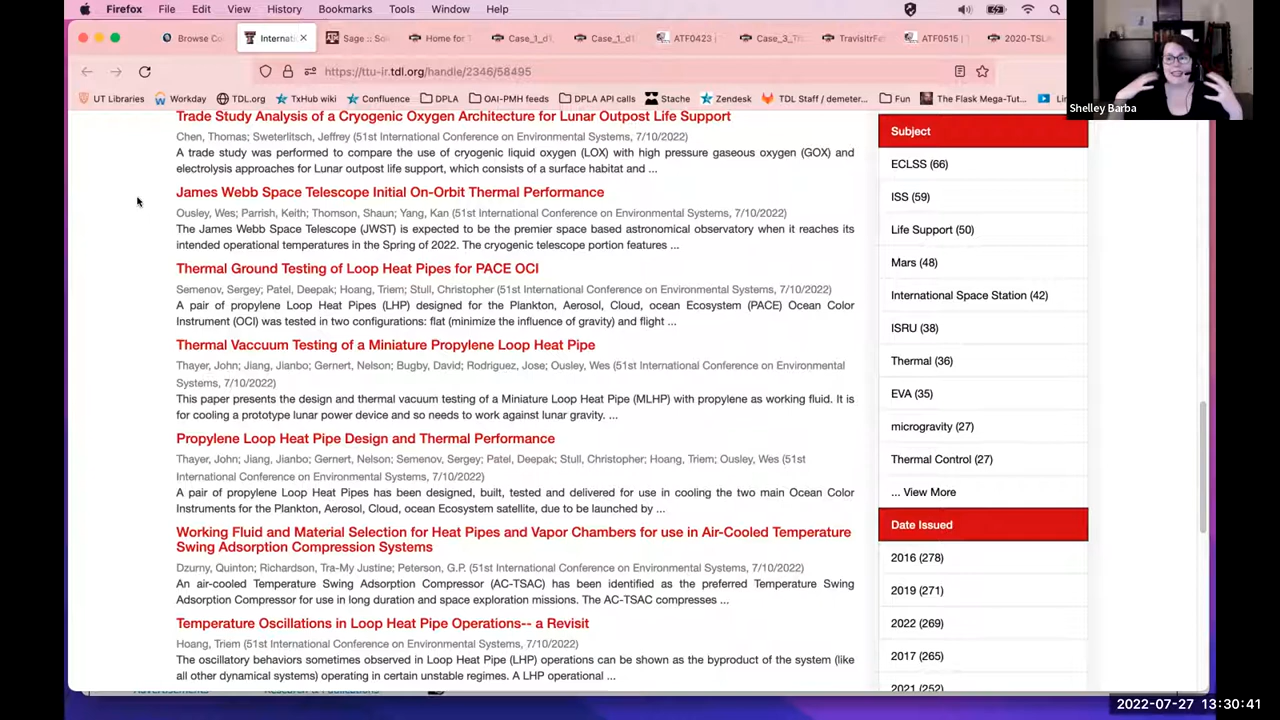 Firefox File Edit View History Bookmarks Tools Window Help
Browse Co
Internati
Sage :: So
Home for T
Case_1_d1
Case_1_d1
ATF0423 |
Case_3_Th
TravisItrFe
ATF0515 |
2020-TSL
https://ttu-ir.tdl.org/handle/2346/58495
UT Libraries Workday TDL.org TxHub wiki Confluence DPLA OAI-PMH feeds DPLA API calls Stache Zendesk TDL Staff / demeter... Fun The Flask Mega-Tut... Lin
Shelley Barba
Trade Study Analysis of a Cryogenic Oxygen Architecture for Lunar Outpost Life Support
Chen, Thomas; Sweterlitsch, Jeffrey (51st International Conference on Environmental Systems, 7/10/2022)
A trade study was performed to compare the use of cryogenic liquid oxygen (LOX) with high pressure gaseous oxygen (GOX) and
electrolysis approaches for Lunar outpost life support, which consists of a surface habitat and ...
James Webb Space Telescope Initial On-Orbit Thermal Performance
Ousley, Wes; Parrish, Keith; Thomson, Shaun; Yang, Kan (51st International Conference on Environmental Systems, 7/10/2022)
The James Webb Space Telescope (JWST) is expected to be the premier space based astronomical observatory when it reaches its
intended operational temperatures in the Spring of 2022. The cryogenic telescope portion features ...
Thermal Ground Testing of Loop Heat Pipes for PACE OCI
Semenov, Sergey; Patel, Deepak; Hoang, Triem; Stull, Christopher (51st International Conference on Environmental Systems, 7/10/2022)
A pair of propylene Loop Heat Pipes (LHP) designed for the Plankton, Aerosol, Cloud, ocean Ecosystem (PACE) Ocean Color
Instrument (OCI) was tested in two configurations: flat (minimize the influence of gravity) and flight ...
Thermal Vaccuum Testing of a Miniature Propylene Loop Heat Pipe
Thayer, John; Jiang, Jianbo; Gernert, Nelson; Bugby, David; Rodriguez, Jose; Ousley, Wes (51st International Conference on Environmental
Systems, 7/10/2022)
This paper presents the design and thermal vacuum testing of a Miniature Loop Heat Pipe (MLHP) with propylene as working fluid. It is
for cooling a prototype lunar power device and so needs to work against lunar gravity. ...
Propylene Loop Heat Pipe Design and Thermal Performance
Thayer, John; Jiang, Jianbo; Gernert, Nelson; Semenov, Sergey; Patel, Deepak; Stull, Christopher; Hoang, Triem; Ousley, Wes (51st
International Conference on Environmental Systems, 7/10/2022)
A pair of propylene Loop Heat Pipes has been designed, built, tested and delivered for use in cooling the two main Ocean Color
Instruments for the Plankton, Aerosol, Cloud, ocean Ecosystem satellite, due to be launched by ...
Working Fluid and Material Selection for Heat Pipes and Vapor Chambers for use in Air-Cooled Temperature
Swing Adsorption Compression Systems
Dzurny, Quinton; Richardson, Tra-My Justine; Peterson, G.P. (51st International Conference on Environmental Systems, 7/10/2022)
An air-cooled Temperature Swing Adsorption Compressor (AC-TSAC) has been identified as the preferred Temperature Swing
Adsorption Compressor for use in long duration and space exploration missions. The AC-TSAC compresses ...
Temperature Oscillations in Loop Heat Pipe Operations-- a Revisit
Hoang, Triem (51st International Conference on Environmental Systems, 7/10/2022)
The oscillatory behaviors sometimes observed in Loop Heat Pipe (LHP) operations can be shown as the byproduct of the system (like
all other dynamical systems) operating in certain unstable regimes. A LHP operational ...
Subject
ECLSS (66)
ISS (59)
Life Support (50)
Mars (48)
International Space Station (42)
ISRU (38)
Thermal (36)
EVA (35)
microgravity (27)
Thermal Control (27)
... View More
Date Issued
2016 (278)
2019 (271)
2022 (269)
2017 (265)
2021 (252)
2022-07-27 13:30:41